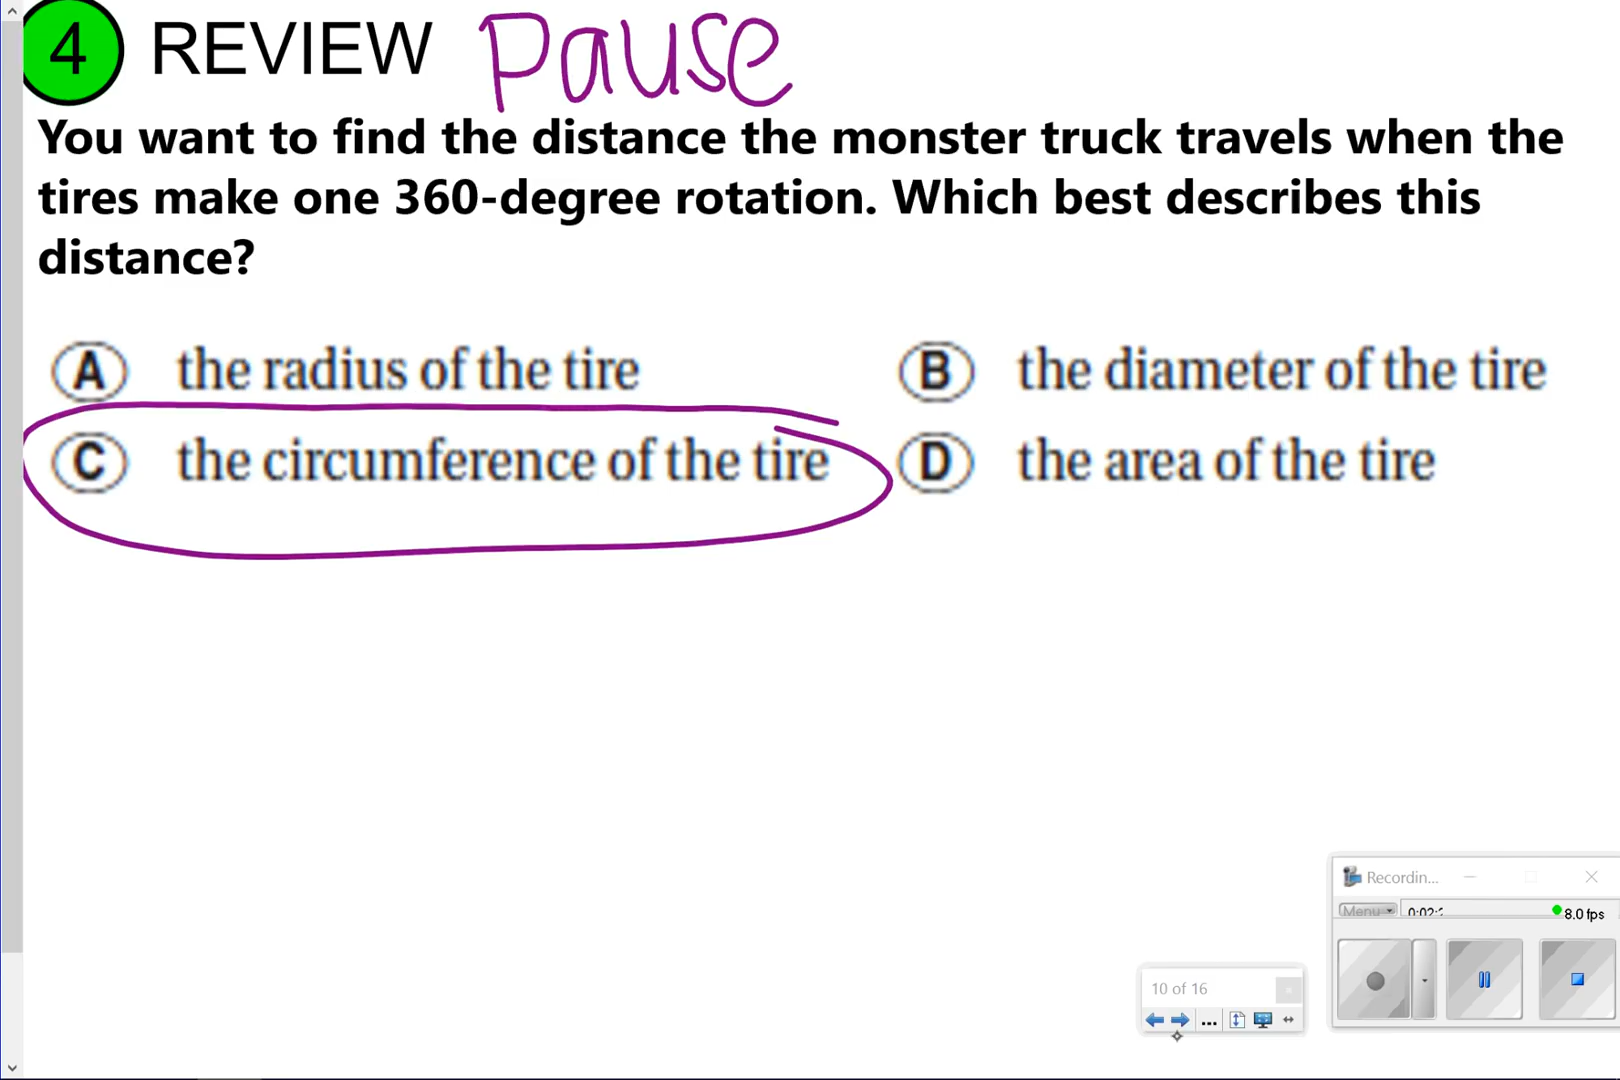 4 REVIEW Pause
You want to find the distance the monster truck travels when the
tires make one 360-degree rotation. Which best describes this
distance?
A the radius of the tire B the diameter of the tire
C the circumference of the tire D the area of the tire
Recordin...
Menu 0:02: 8.0 fps
10 of 16
...